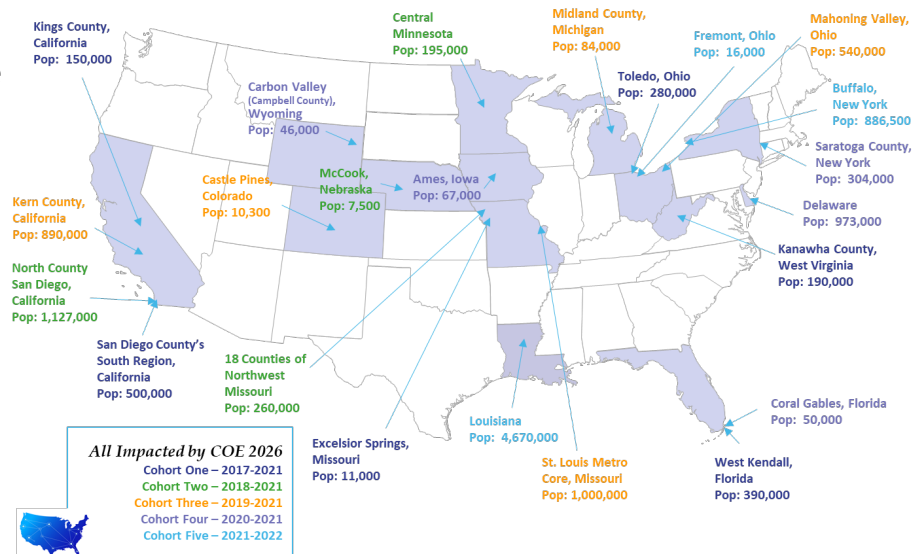 Kings County,
California
Pop:  150,000
Central
Minnesota
Pop: 195,000
Midland County,
Michigan
Pop: 84,000
Fremont, Ohio
Pop:  16,000
Mahoning Valley,
Ohio
Pop: 540,000
Toledo, Ohio
Pop:  280,000
Carbon Valley
(Campbell County),
Wyoming
Pop:  46,000
Buffalo,
New York
Pop:  886,500
Saratoga County,
New York
Pop:  304,000
Castle Pines,
Colorado
Pop: 10,300
McCook,
Nebraska
Pop: 7,500
Ames, Iowa
Pop: 67,000
Delaware
Pop:  973,000
Kern County,
California
Pop:  890,000
Kanawha County,
West Virginia
Pop: 190,000
North County
San Diego,
California
Pop: 1,127,000
San Diego County's
South Region,
California
Pop: 500,000
18 Counties of
Northwest
Missouri
Pop: 260,000
Excelsior Springs,
Missouri
Pop: 11,000
Louisiana
Pop:  4,670,000
St. Louis Metro
Core, Missouri
Pop: 1,000,000
Coral Gables, Florida
Pop:  50,000
West Kendall,
Florida
Pop: 390,000
All Impacted by COE 2026
Cohort One – 2017-2021
Cohort Two – 2018-2021
Cohort Three – 2019-2021
Cohort Four – 2020-2021
Cohort Five – 2021-2022